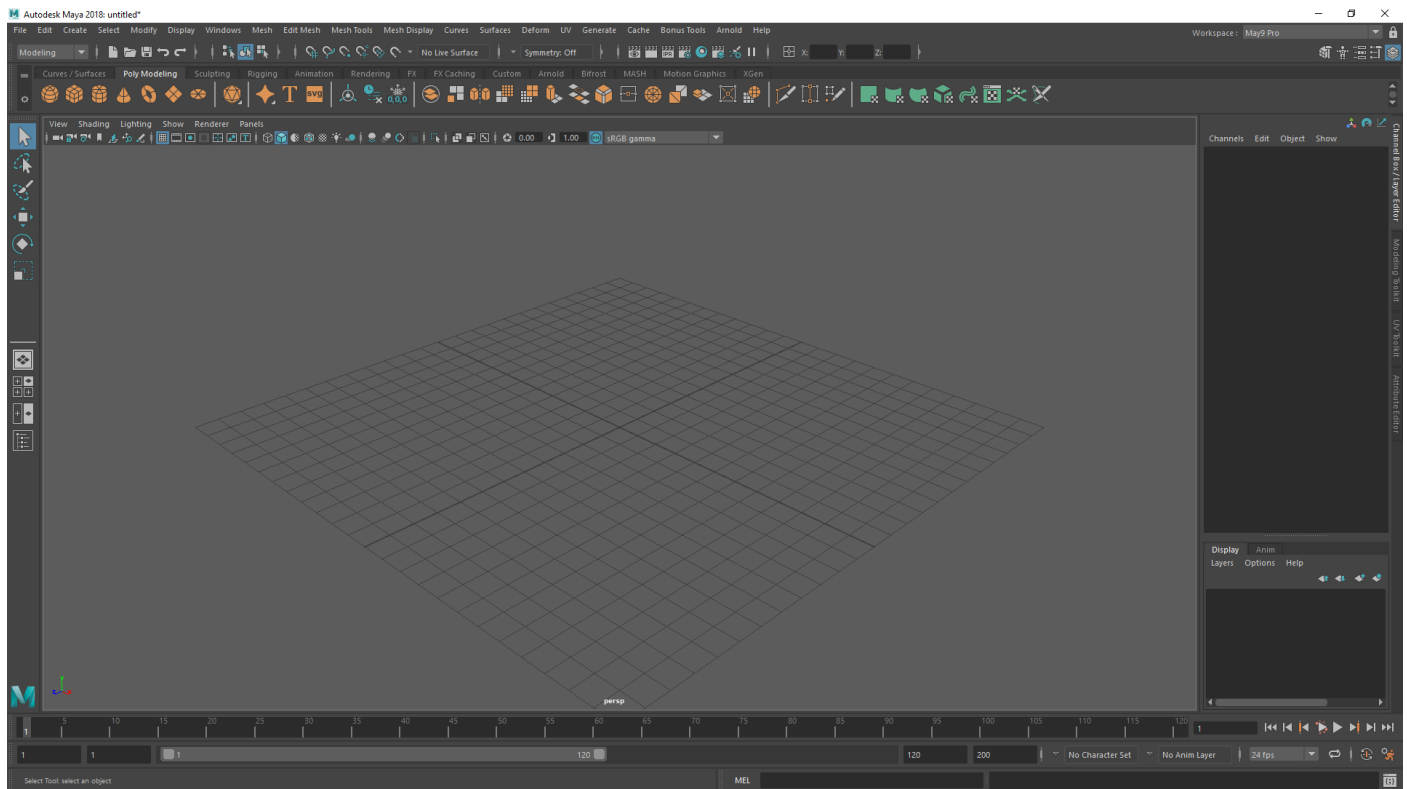 Autodesk Maya 2018: untitled*
File Edit Create Select Modify Display Windows Mesh Edit Mesh Mesh Tools Mesh Display Curves Surfaces Deform UV Generate Cache Bonus Tools Arnold Help
Workspace : May9 Pro
Modeling No Live Surface Symmetry: Off X: Y: Z:
Curves / Surfaces Poly Modeling Sculpting Rigging Animation Rendering FX FX Caching Custom Arnold Bifrost MASH Motion Graphics XGen
T SVG 0,0,0
View Shading Lighting Show Renderer Panels
0.00 1.00 sRGB gamma
Channels Edit Object Show
Channel Box / Layer Editor
Modeling Toolkit
UV Toolkit
Attribute Editor
Display Anim
Layers Options Help
persp
1 5 10 15 20 25 30 35 40 45 50 55 60 65 70 75 80 85 90 95 100 105 110 115 120 1
1 1 1 120 120 200 No Character Set No Anim Layer 24 fps
Select Tool: select an object MEL